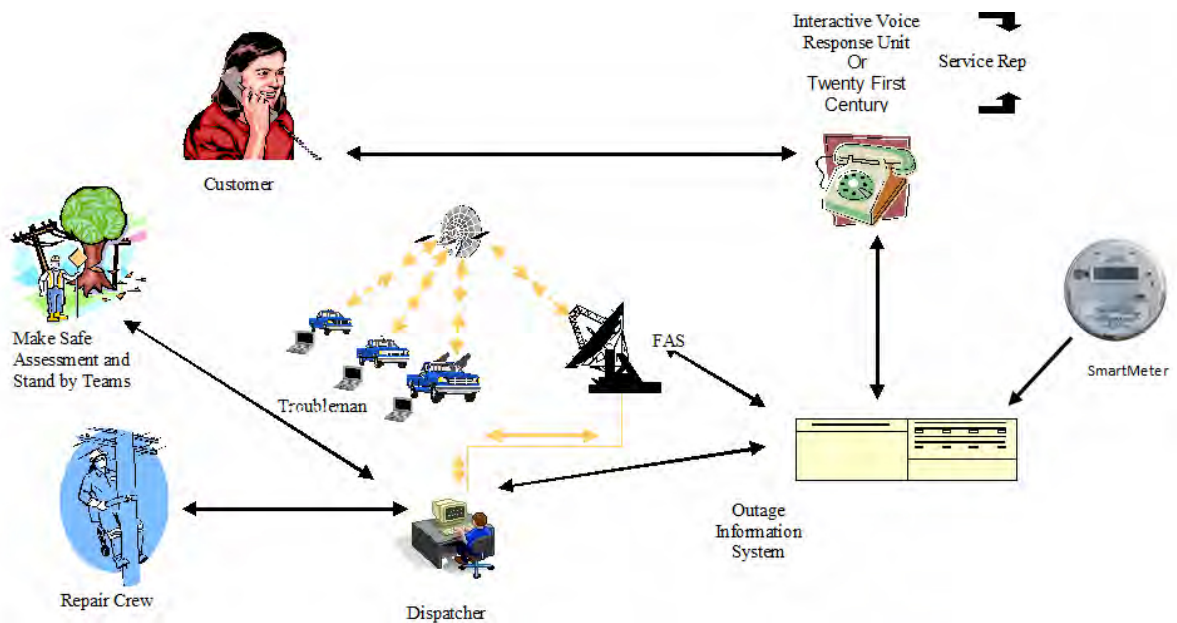 Interactive Voice
Response Unit
Or
Twenty First
Century
Service Rep
Customer
Make Safe
Assessment and
Stand by Teams
FAS
SmartMeter
Troubleman
Outage
Information
System
Repair Crew
Dispatcher